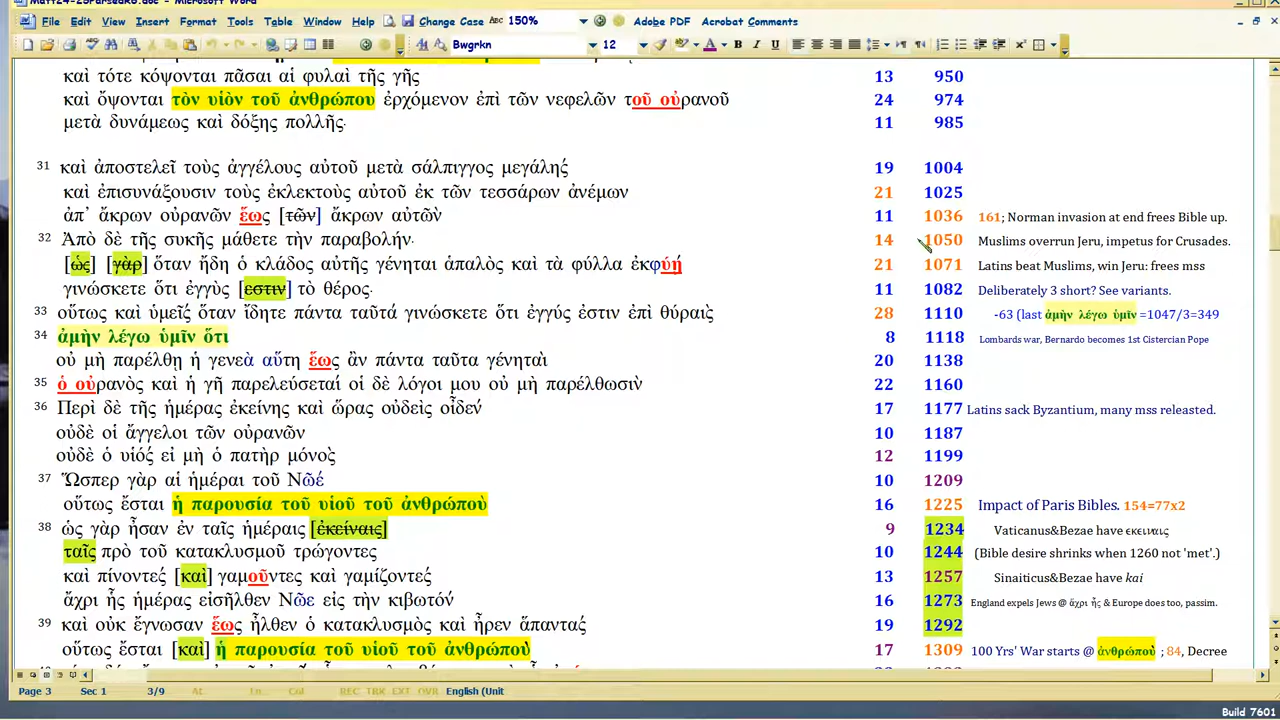 Matt24-25ParsedR6.doc - Microsoft Word
File Edit View Insert Format Tools Table Window Help Change Case 150% Adobe PDF Acrobat Comments
Bwgrkn 12 B I U
καὶ τότε κόψονται πᾶσαι αἱ φυλαὶ τῆς γῆς 13 950
καὶ ὄψονται τὸν υἱὸν τοῦ ἀνθρώπου ἐρχόμενον ἐπὶ τῶν νεφελῶν τοῦ οὐρανοῦ 24 974
μετὰ δυνάμεως καὶ δόξης πολλῆς· 11 985
31 καὶ ἀποστελεῖ τοὺς ἀγγέλους αὐτοῦ μετὰ σάλπιγγος μεγάλης́ 19 1004
καὶ ἐπισυνάξουσιν τοὺς ἐκλεκτοὺς αὐτοῦ ἐκ τῶν τεσσάρων ἀνέμων 21 1025
ἀπ᾽ ἄκρων οὐρανῶν ἕως [τῶν] ἄκρων αὐτῶν̀ 11 1036 161; Norman invasion at end frees Bible up.
32 Ἀπὸ δὲ τῆς συκῆς μάθετε τὴν παραβολήν· 14 1050 Muslims overrun Jeru, impetus for Crusades.
[ὡς] [γὰρ] ὅταν ἤδη ὁ κλάδος αὐτῆς γένηται ἁπαλὸς καὶ τὰ φύλλα ἐκφύῄ 21 1071 Latins beat Muslims, win Jeru: frees mss
γινώσκετε ὅτι ἐγγὺς [εστιν] τὸ θέρος· 11 1082 Deliberately 3 short? See variants.
33 οὕτως καὶ ὑμεῖς́ ὅταν ἴδητε πάντα ταῦτά γινώσκετε ὅτι ἐγγύς ἐστιν ἐπὶ θύραις̀ 28 1110 -63 (last ἀμὴν λέγω ὑμῖν =1047/3=349
34 ἀμὴν λέγω ὑμῖν ὅτι 8 1118 Lombards war, Bernardo becomes 1st Cistercian Pope
οὐ μὴ παρέλθῃ ἡ γενεὰ αὕτη ἕως ἂν πάντα ταῦτα γένηταὶ 20 1138
35 ὁ οὐρανὸς καὶ ἡ γῆ παρελεύσεταί οἱ δὲ λόγοι μου οὐ μὴ παρέλθωσιν̀ 22 1160
36 Περὶ δὲ τῆς ἡμέρας ἐκείνης καὶ ὥρας οὐδεὶς οἶδεń 17 1177 Latins sack Byzantium, many mss releasted.
οὐδὲ οἱ ἄγγελοι τῶν οὐρανῶν 10 1187
οὐδὲ ὁ υἱός́ εἰ μὴ ὁ πατὴρ μόνος̀ 12 1199
37 Ὥσπερ γὰρ αἱ ἡμέραι τοῦ Νῶέ 10 1209
οὕτως ἔσται ἡ παρουσία τοῦ υἱοῦ τοῦ ἀνθρώποὺ 16 1225 Impact of Paris Bibles. 154=77x2
38 ὡς γὰρ ἦσαν ἐν ταῖς ἡμέραις [ἐκείναις] 9 1234 Vaticanus&Bezae have εκειναις
ταῖς πρὸ τοῦ κατακλυσμοῦ τρώγοντες 10 1244 (Bible desire shrinks when 1260 not 'met'.)
καὶ πίνοντες́ [καὶ] γαμοῦντες καὶ γαμίζοντες́ 13 1257 Sinaiticus&Bezae have kai
ἄχρι ἧς ἡμέρας εἰσῆλθεν Νῶε εἰς τὴν κιβωτόń 16 1273 England expels Jews @ ἄχρι ἧς & Europe does too, passim.
39 καὶ οὐκ ἔγνωσαν ἕως ἦλθεν ὁ κατακλυσμὸς καὶ ἦρεν ἅπαντας́ 19 1292
οὕτως ἔσται [καὶ] ἡ παρουσία τοῦ υἱοῦ τοῦ ἀνθρώποὺ 17 1309 100 Yrs' War starts @ ἀνθρώποὺ ; 84, Decree
Page 3 Sec 1 3/9 At Ln Col REC TRK EXT OVR English (Unit
Build 7601